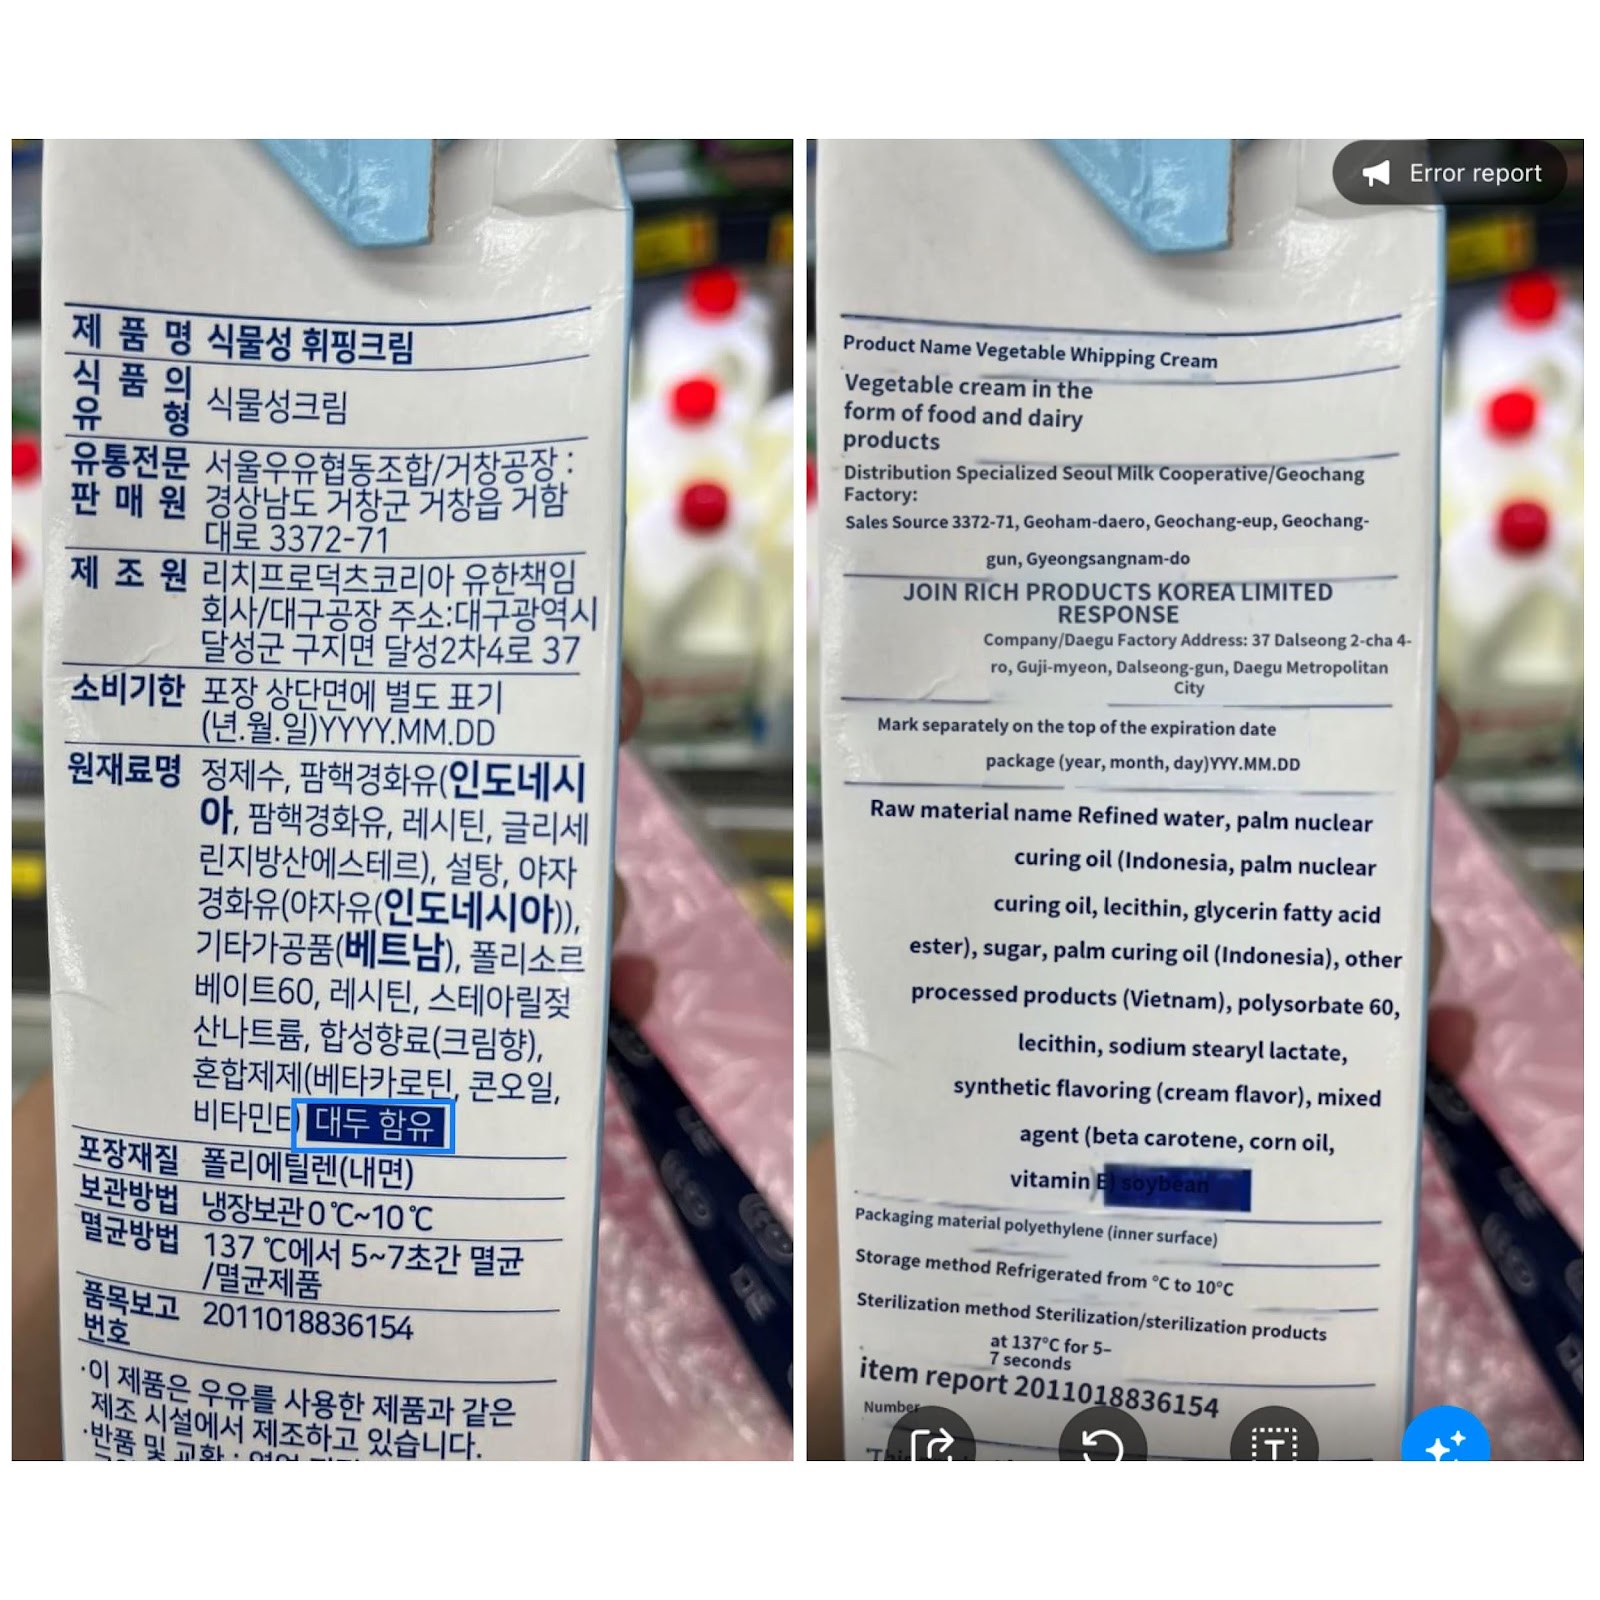 제 품 명 식물성 휘핑크림
식 품 의
유 형 식물성크림
유통전문 서울우유협동조합/거창공장 :
판 매 원 경상남도 거창군 거창읍 거함
대로 3372-71
제 조 원 리치프로덕츠코리아 유한책임
회사/대구공장 주소:대구광역시
달성군 구지면 달성2차4로 37
소비기한 포장 상단면에 별도 표기
(년.월.일)YYYY.MM.DD
원재료명 정제수, 팜핵경화유(인도네시
아, 팜핵경화유, 레시틴, 글리세
린지방산에스테르), 설탕, 야자
경화유(야자유(인도네시아)),
기타가공품(베트남), 폴리소르
베이트60, 레시틴, 스테아릴젖
산나트륨, 합성향료(크림향),
혼합제제(베타카로틴, 콘오일,
비타민E) 대두 함유
포장재질 폴리에틸렌(내면)
보관방법 냉장보관 0℃~10℃
멸균방법 137 ℃에서 5~7초간 멸균
/멸균제품
품목보고 2011018836154
번호
·이 제품은 우유를 사용한 제품과 같은
제조 시설에서 제조하고 있습니다.
·반품 및 교환 :
Error report
Product Name Vegetable Whipping Cream
Vegetable cream in the
form of food and dairy
products
Distribution Specialized Seoul Milk Cooperative/Geochang
Factory:
Sales Source 3372-71, Geoham-daero, Geochang-eup, Geochang-
gun, Gyeongsangnam-do
JOIN RICH PRODUCTS KOREA LIMITED
RESPONSE
Company/Daegu Factory Address: 37 Dalseong 2-cha 4-
ro, Guji-myeon, Dalseong-gun, Daegu Metropolitan
City
Mark separately on the top of the expiration date
package (year, month, day)YYY.MM.DD
Raw material name Refined water, palm nuclear
curing oil (Indonesia, palm nuclear
curing oil, lecithin, glycerin fatty acid
ester), sugar, palm curing oil (Indonesia), other
processed products (Vietnam), polysorbate 60,
lecithin, sodium stearyl lactate,
synthetic flavoring (cream flavor), mixed
agent (beta carotene, corn oil,
vitamin E) soybean
Packaging material polyethylene (inner surface)
Storage method Refrigerated from °C to 10°C
Sterilization method Sterilization/sterilization products
at 137°C for 5–
7 seconds
item report 2011018836154
Number